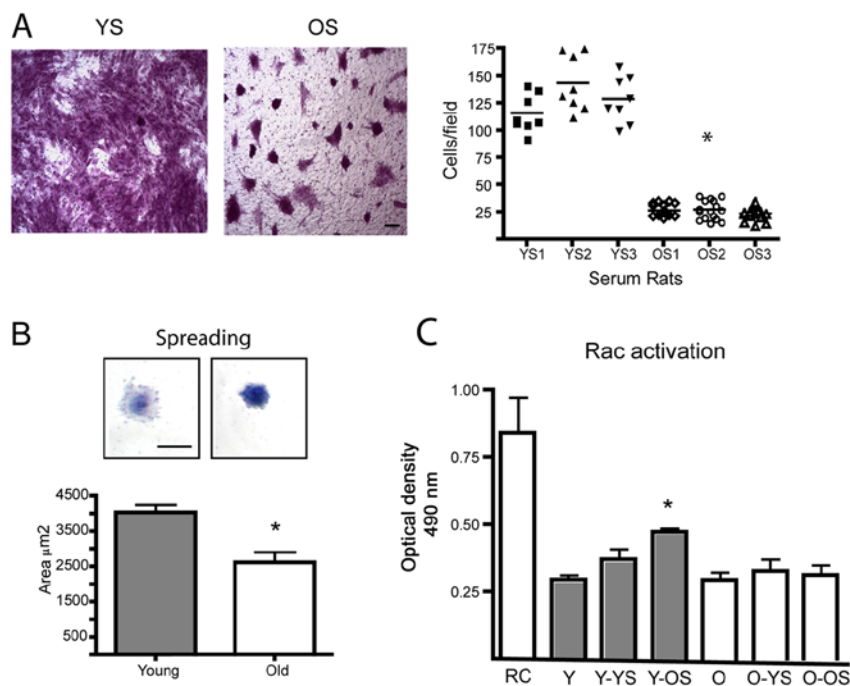 A
YS
OS
Cells/field
175
150
125
100
75
50
25
*
YS1 YS2 YS3 OS1 OS2 OS3
Serum Rats
B
Spreading
Area μm2
4500
3500
2500
1500
500
*
Young Old
C
Rac activation
Optical density
490 nm
1.00
0.75
0.50
0.25
*
RC Y Y-YS Y-OS O O-YS O-OS